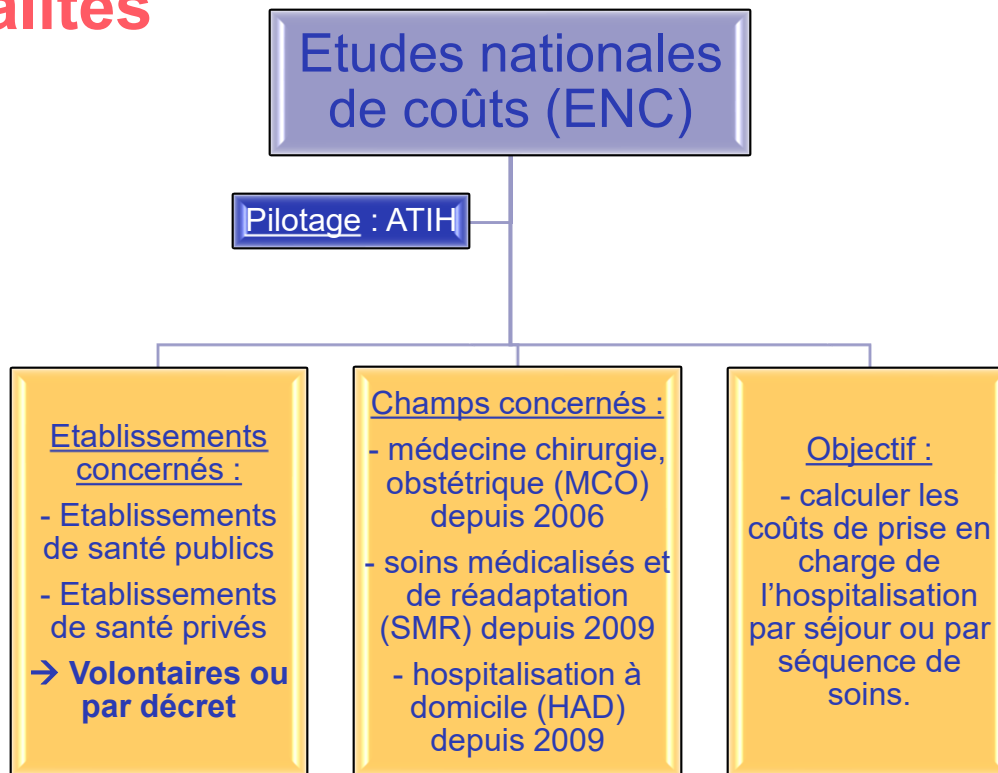 alités
Etudes nationales
de coûts (ENC)
Pilotage : ATIH
Etablissements
concernés :
- Etablissements
de santé publics
- Etablissements
de santé privés
→ Volontaires ou
par décret
Champs concernés :
- médecine chirurgie,
obstétrique (MCO)
depuis 2006
- soins médicalisés et
de réadaptation
(SMR) depuis 2009
- hospitalisation à
domicile (HAD)
depuis 2009
Objectif :
- calculer les
coûts de prise en
charge de
l’hospitalisation
par séjour ou par
séquence de
soins.